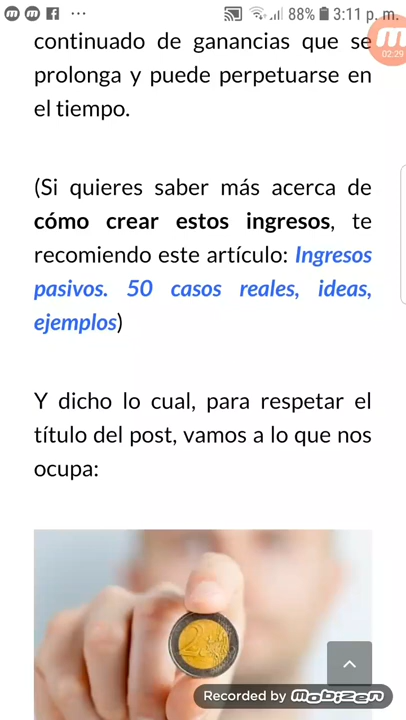 88% 3:11 p. m.
02:29
continuado de ganancias que se
prolonga y puede perpetuarse en
el tiempo.
(Si quieres saber más acerca de
cómo crear estos ingresos, te
recomiendo este artículo: Ingresos
pasivos. 50 casos reales, ideas,
ejemplos)
Y dicho lo cual, para respetar el
título del post, vamos a lo que nos
ocupa:
2
Recorded by mobizen